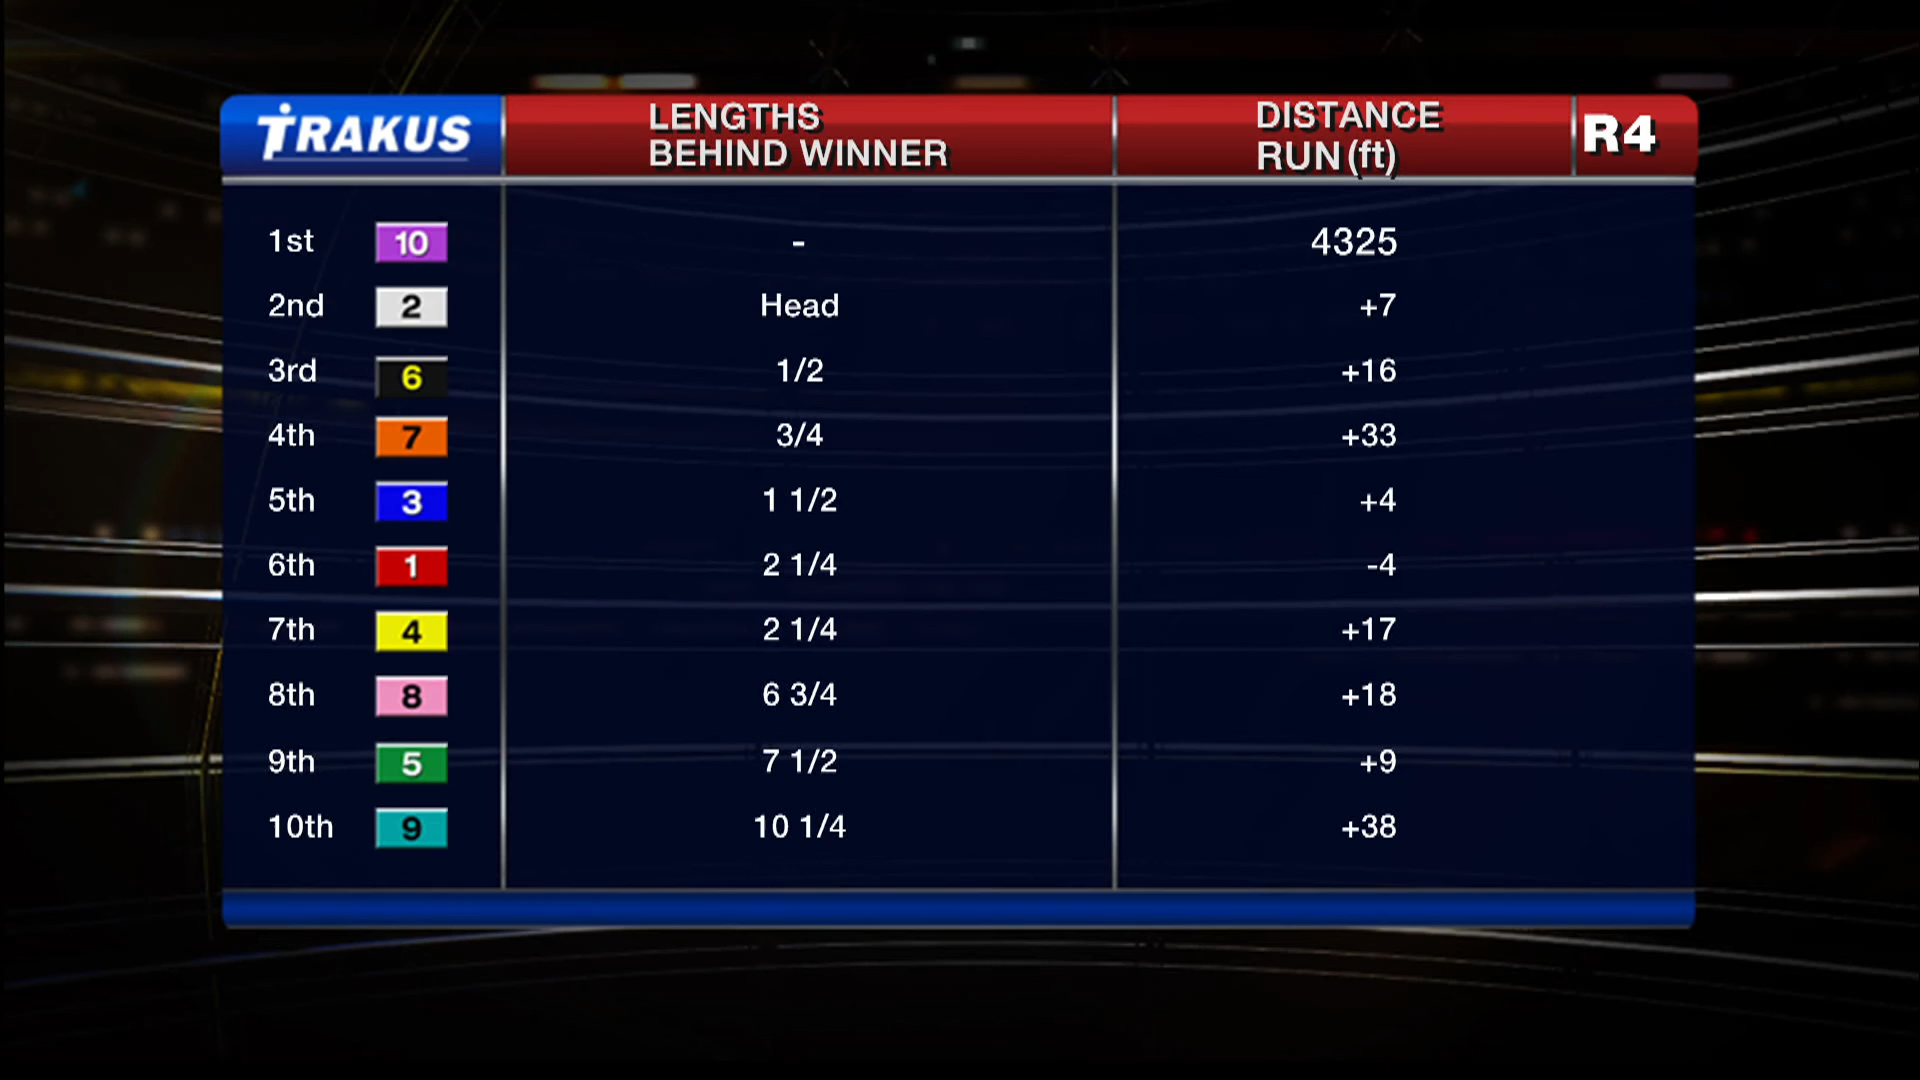 TRAKUS
LENGTHS
BEHIND WINNER
DISTANCE
RUN (ft)
R4
1st 10 - 4325
2nd 2 Head +7
3rd 6 1/2 +16
4th 7 3/4 +33
5th 3 1 1/2 +4
6th 1 2 1/4 -4
7th 4 2 1/4 +17
8th 8 6 3/4 +18
9th 5 7 1/2 +9
10th 9 10 1/4 +38